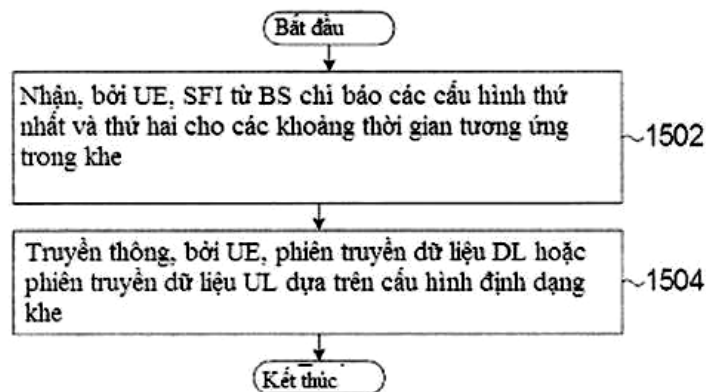 Bắt đầu
Nhận, bởi UE, SFI từ BS chỉ báo các cấu hình thứ
nhất và thứ hai cho các khoảng thời gian tương ứng
trong khe
1502
Truyền thông, bởi UE, phiên truyền dữ liệu DL hoặc
phiên truyền dữ liệu UL dựa trên cấu hình định dạng
khe
1504
Kết thúc